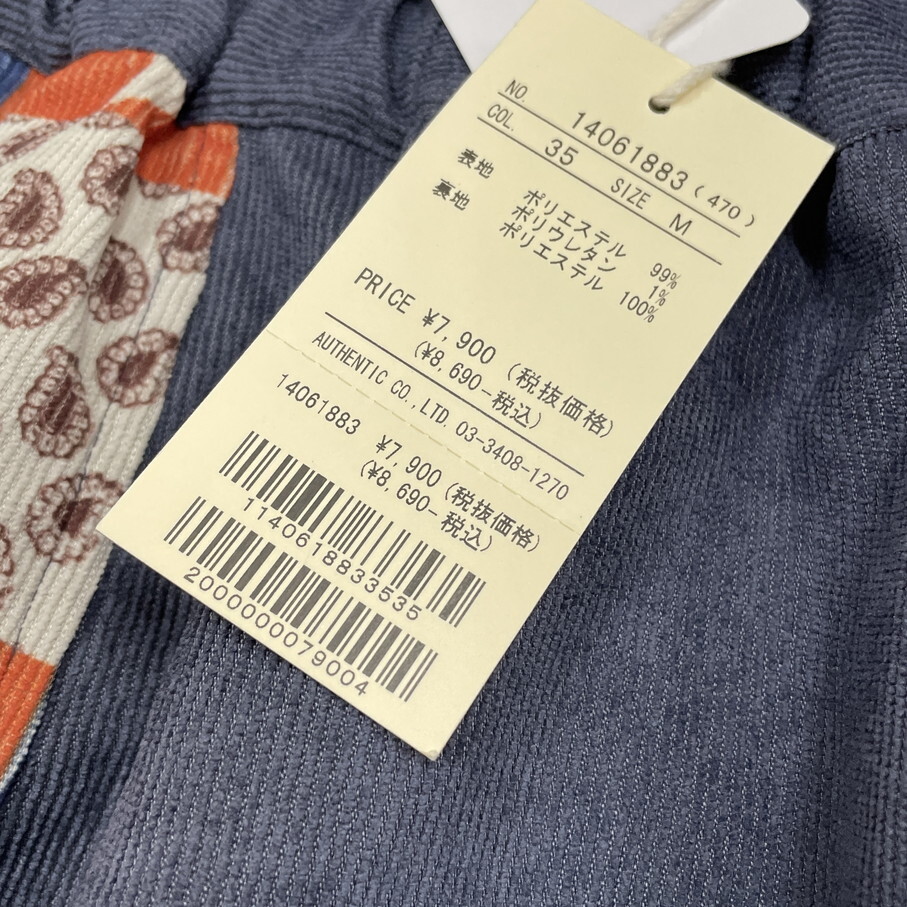 NO. 14061883(470)
COL. 35 SIZE M
表地 ポリエステル 99%
ポリウレタン 1%
裏地 ポリエステル 100%
PRICE ¥7,900 (税抜価格)
(¥8,690-税込)
AUTHENTIC CO.,LTD. 03-3408-1270
14061883 ¥7,900 (税抜価格)
(¥8,690-税込)
1140618833535
2000000079004